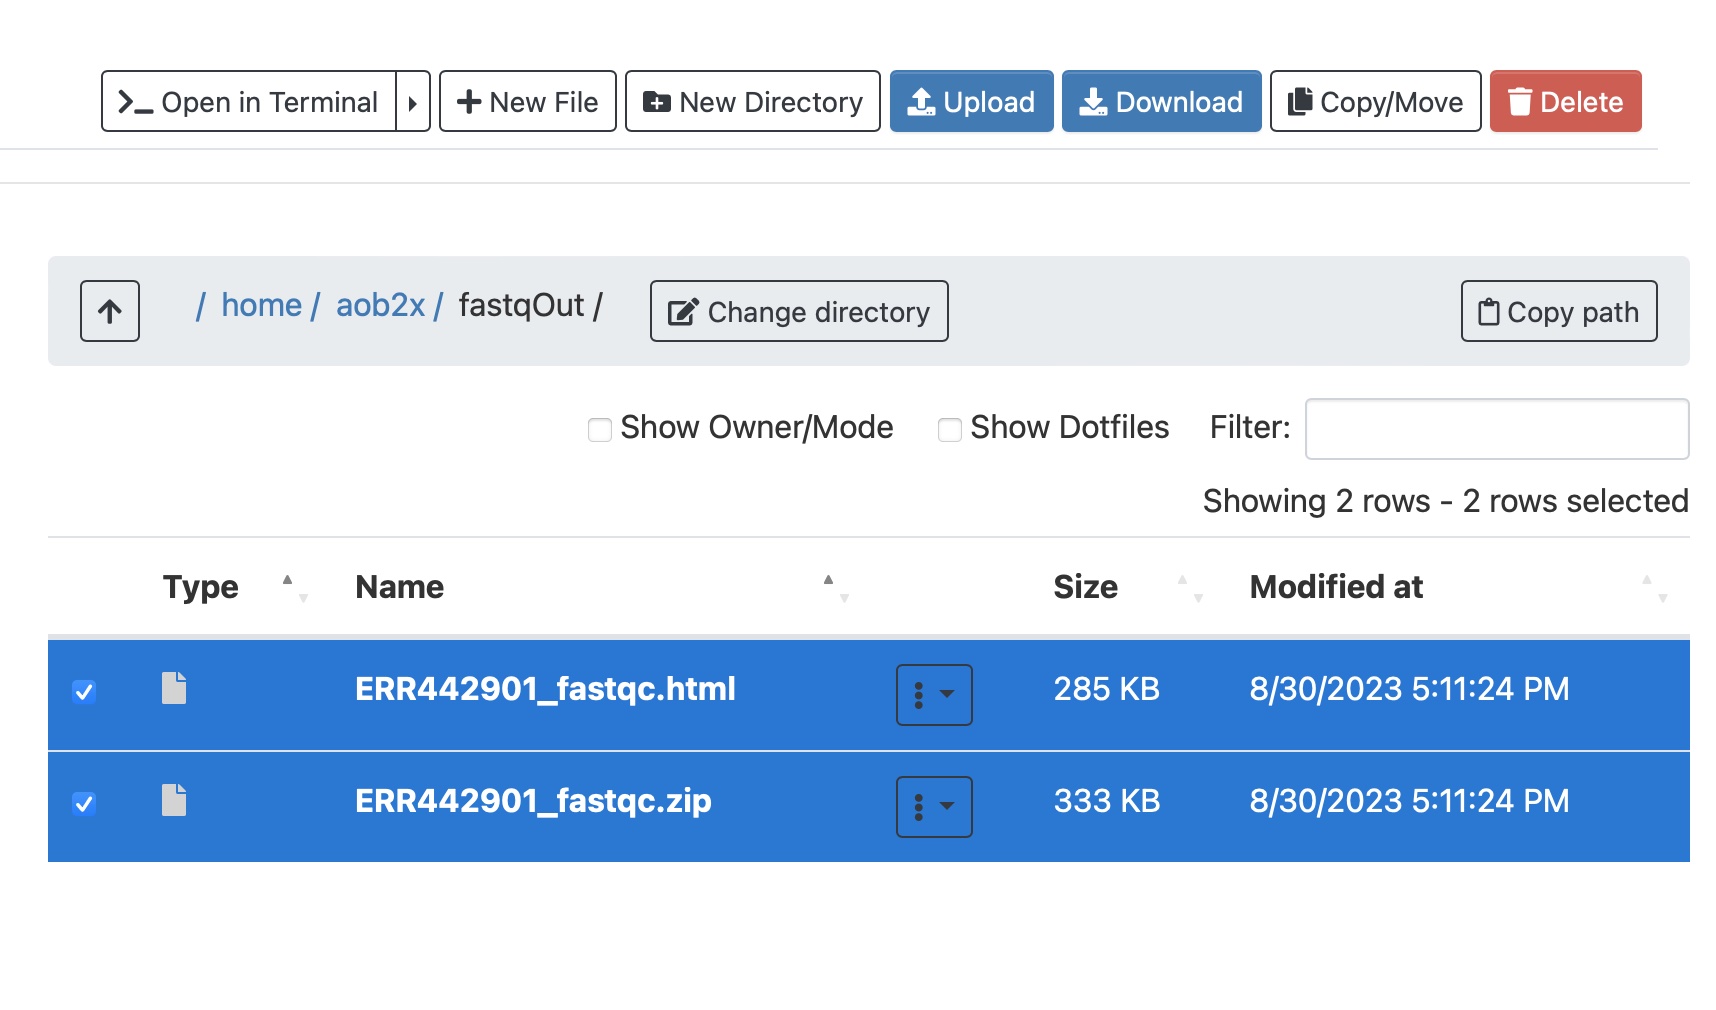 Open in Terminal New File New Directory Upload Download Copy/Move Delete
/ home / aob2x / fastqOut / Change directory Copy path
Show Owner/Mode Show Dotfiles Filter:
Showing 2 rows - 2 rows selected
Type Name Size Modified at
ERR442901_fastqc.html 285 KB 8/30/2023 5:11:24 PM
ERR442901_fastqc.zip 333 KB 8/30/2023 5:11:24 PM